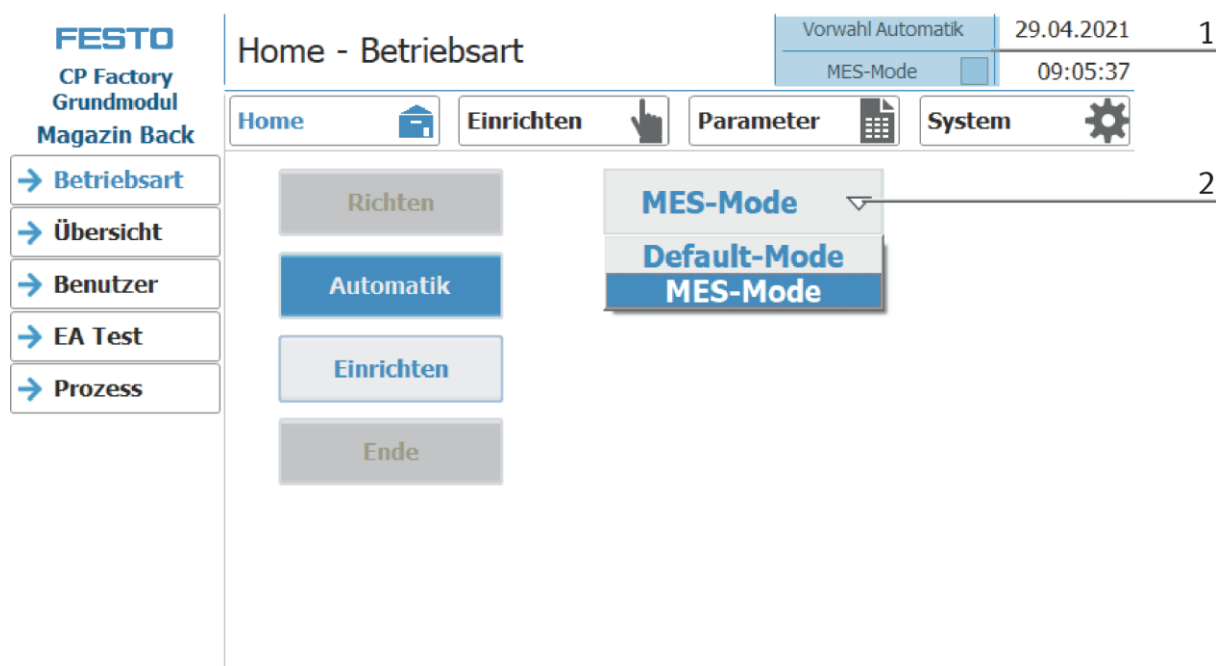 FESTO
CP Factory
Grundmodul
Magazin Back
Home - Betriebsart
Vorwahl Automatik
MES-Mode
29.04.2021
09:05:37
1
Home
Einrichten
Parameter
System
Betriebsart
Übersicht
Benutzer
EA Test
Prozess
Richten
Automatik
Einrichten
Ende
MES-Mode
2
Default-Mode
MES-Mode